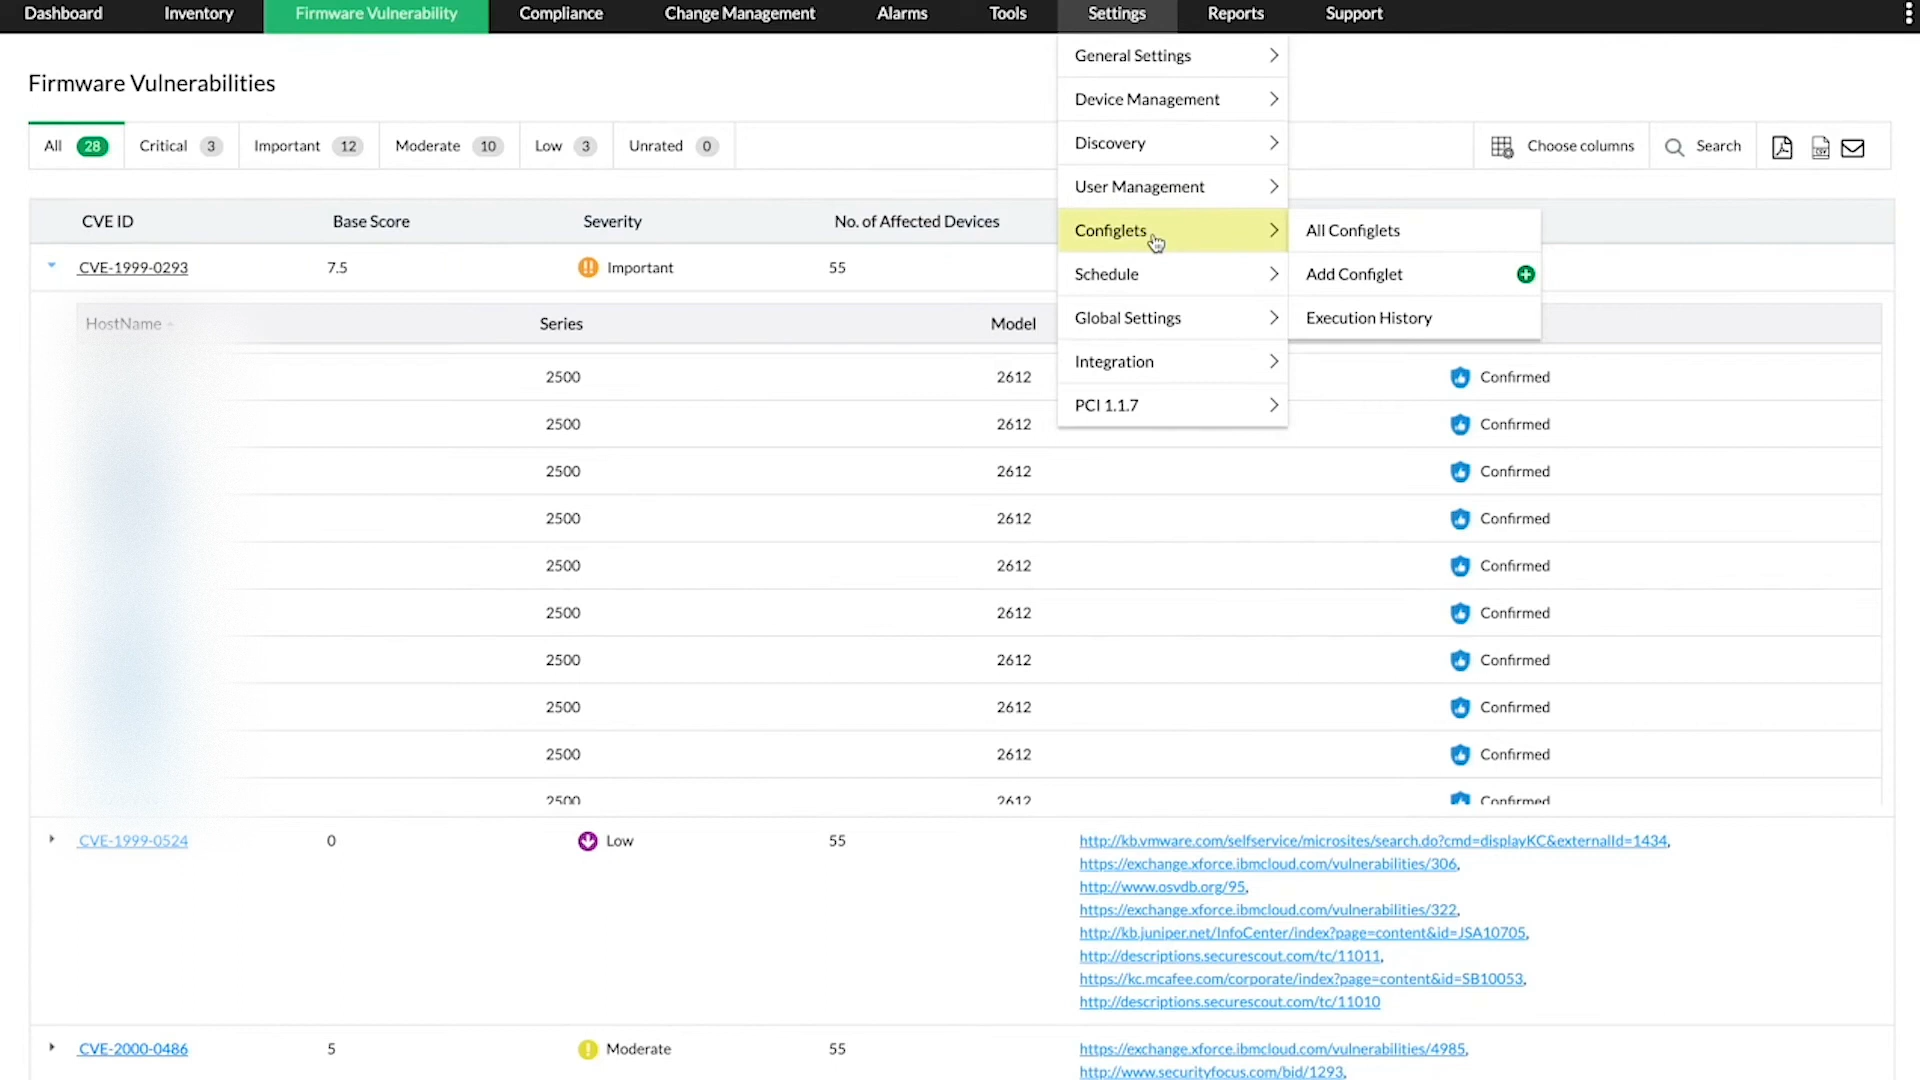 Dashboard Inventory Firmware Vulnerability Compliance Change Management Alarms Tools Settings Reports Support
General Settings
Firmware Vulnerabilities
Device Management
All 28 Critical 3 Important 12 Moderate 10 Low 3 Unrated 0 Discovery Choose columns Search
User Management
CVE ID Base Score Severity No. of Affected Devices Configlets All Configlets
CVE-1999-0293 7.5 Important 55 Schedule Add Configlet
HostName Series Model Global Settings Execution History
Integration
2500 2612 Confirmed
PCI 1.1.7
2500 2612 Confirmed
2500 2612 Confirmed
2500 2612 Confirmed
2500 2612 Confirmed
2500 2612 Confirmed
2500 2612 Confirmed
2500 2612 Confirmed
2500 2612 Confirmed
2500 2612 Confirmed
CVE-1999-0524 0 Low 55 http://kb.vmware.com/selfservice/microsites/search.do?cmd=displayKC&externalId=1434,
https://exchange.xforce.ibmcloud.com/vulnerabilities/306,
http://www.osvdb.org/95,
https://exchange.xforce.ibmcloud.com/vulnerabilities/322,
http://kb.juniper.net/InfoCenter/index?page=content&id=JSA10705,
http://descriptions.securescout.com/tc/11011,
https://kc.mcafee.com/corporate/index?page=content&id=SB10053,
http://descriptions.securescout.com/tc/11010
CVE-2000-0486 5 Moderate 55 https://exchange.xforce.ibmcloud.com/vulnerabilities/4985,
http://www.securityfocus.com/bid/1293,